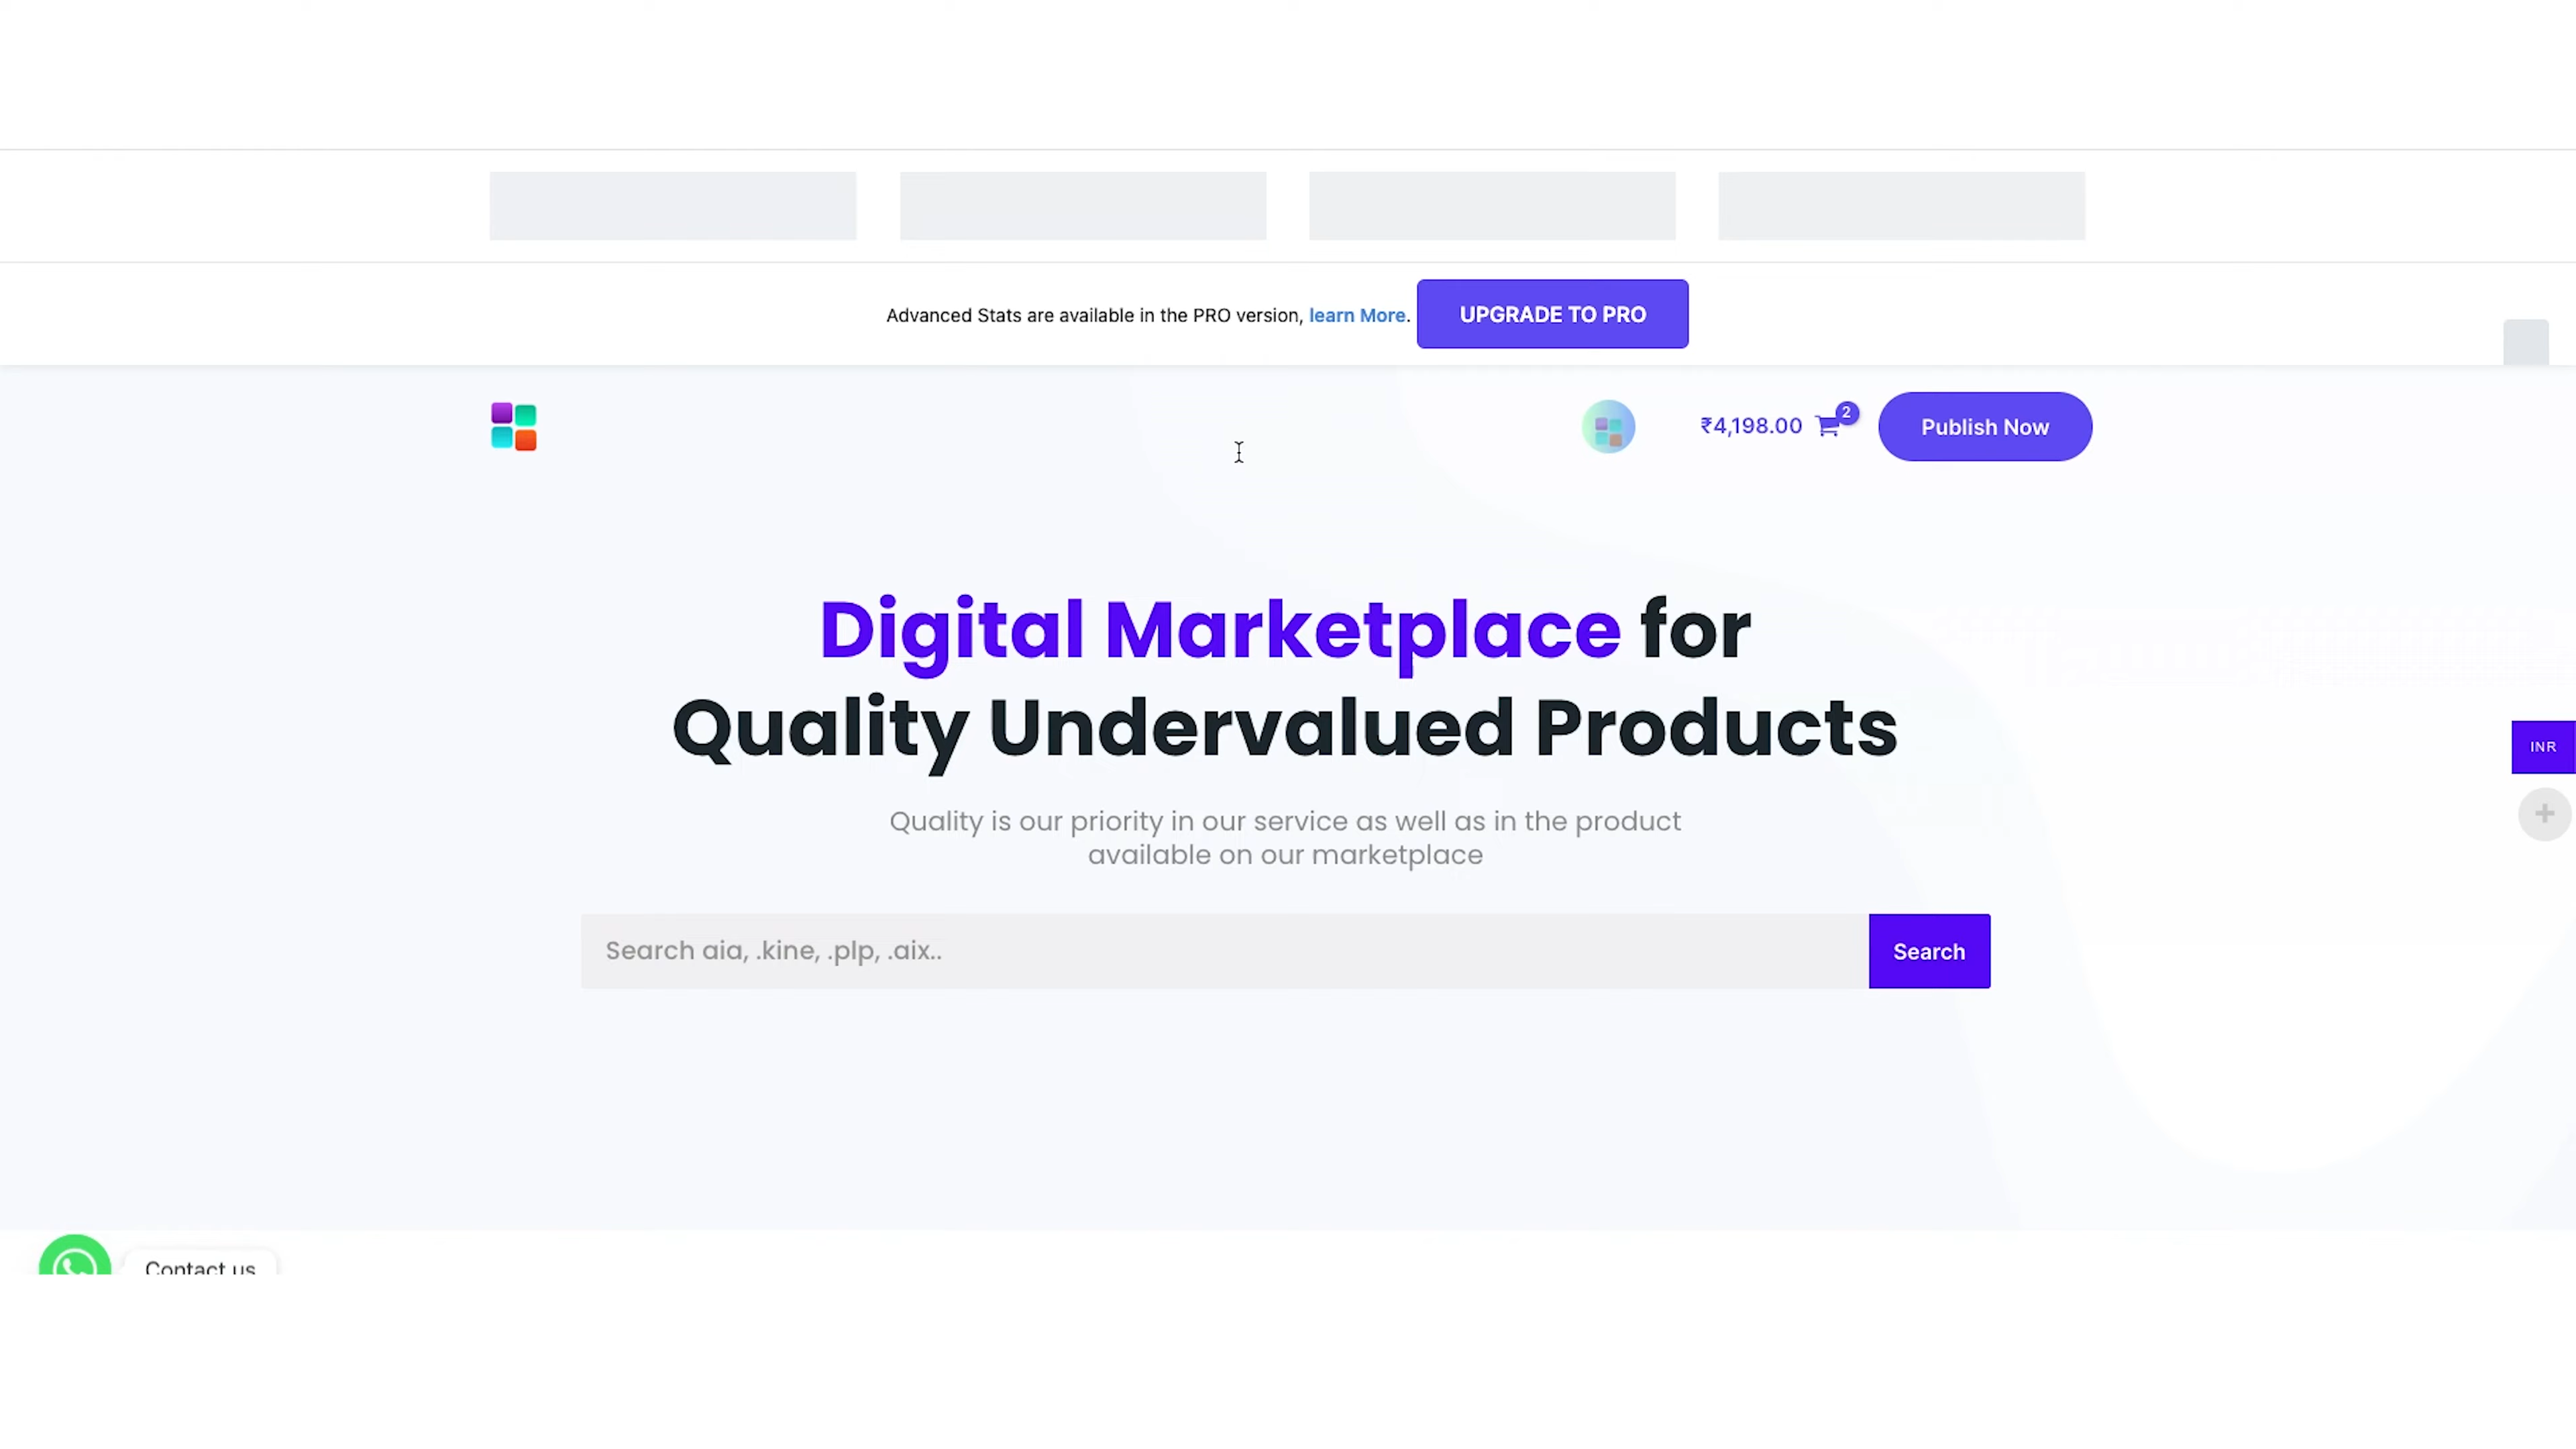 Advanced Stats are available in the PRO version, learn More.
UPGRADE TO PRO
₹4,198.00
2
Publish Now
Digital Marketplace for
Quality Undervalued Products
INR
Quality is our priority in our service as well as in the product
available on our marketplace
Search aia, .kine, .plp, .aix..
Search
Contact us